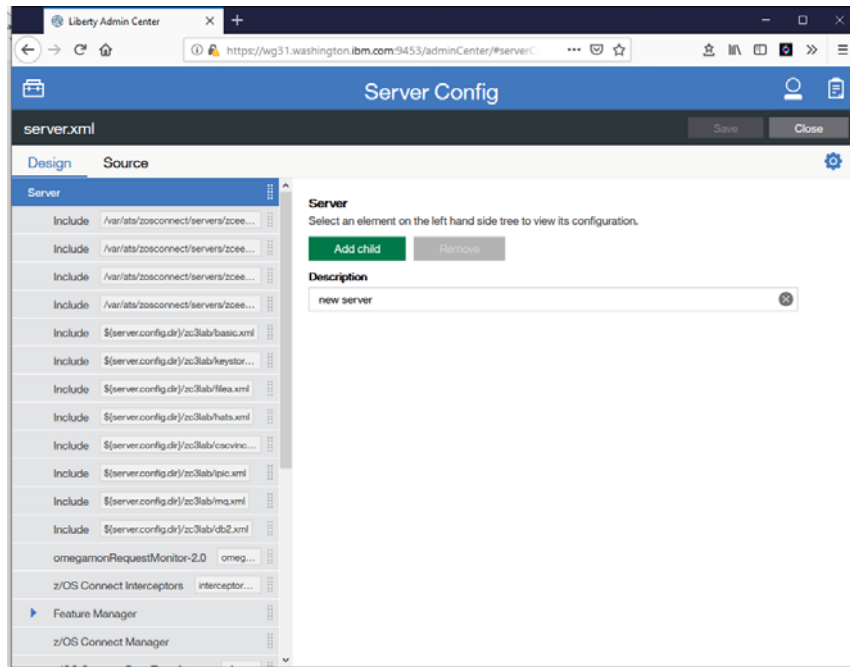 Liberty Admin Center
https://wg31.washington.ibm.com:9453/adminCenter/#serverC
Server Config
server.xml
Save
Close
Design
Source
Server
Include /var/ats/zosconnect/servers/zcee...
Include /var/ats/zosconnect/servers/zcee...
Include /var/ats/zosconnect/servers/zcee...
Include /var/ats/zosconnect/servers/zcee...
Include ${server.config.dir}/zc3lab/basic.xml
Include ${server.config.dir}/zc3lab/keystor...
Include ${server.config.dir}/zc3lab/filea.xml
Include ${server.config.dir}/zc3lab/hats.xml
Include ${server.config.dir}/zc3lab/cscvinc...
Include ${server.config.dir}/zc3lab/ipic.xml
Include ${server.config.dir}/zc3lab/mq.xml
Include ${server.config.dir}/zc3lab/db2.xml
omegamonRequestMonitor-2.0 omeg...
z/OS Connect Interceptors interceptor...
Feature Manager
z/OS Connect Manager
Server
Select an element on the left hand side tree to view its configuration.
Add child
Remove
Description
new server